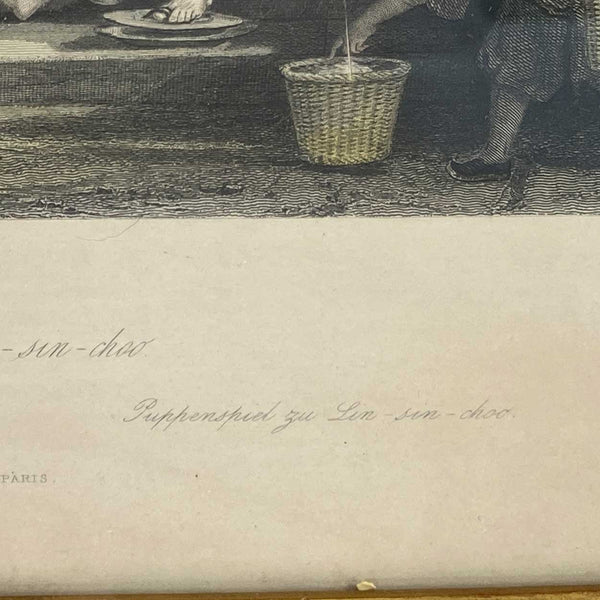 -sin-choo.
Puppenspiel zu Lin-sin-choo.
PARIS.